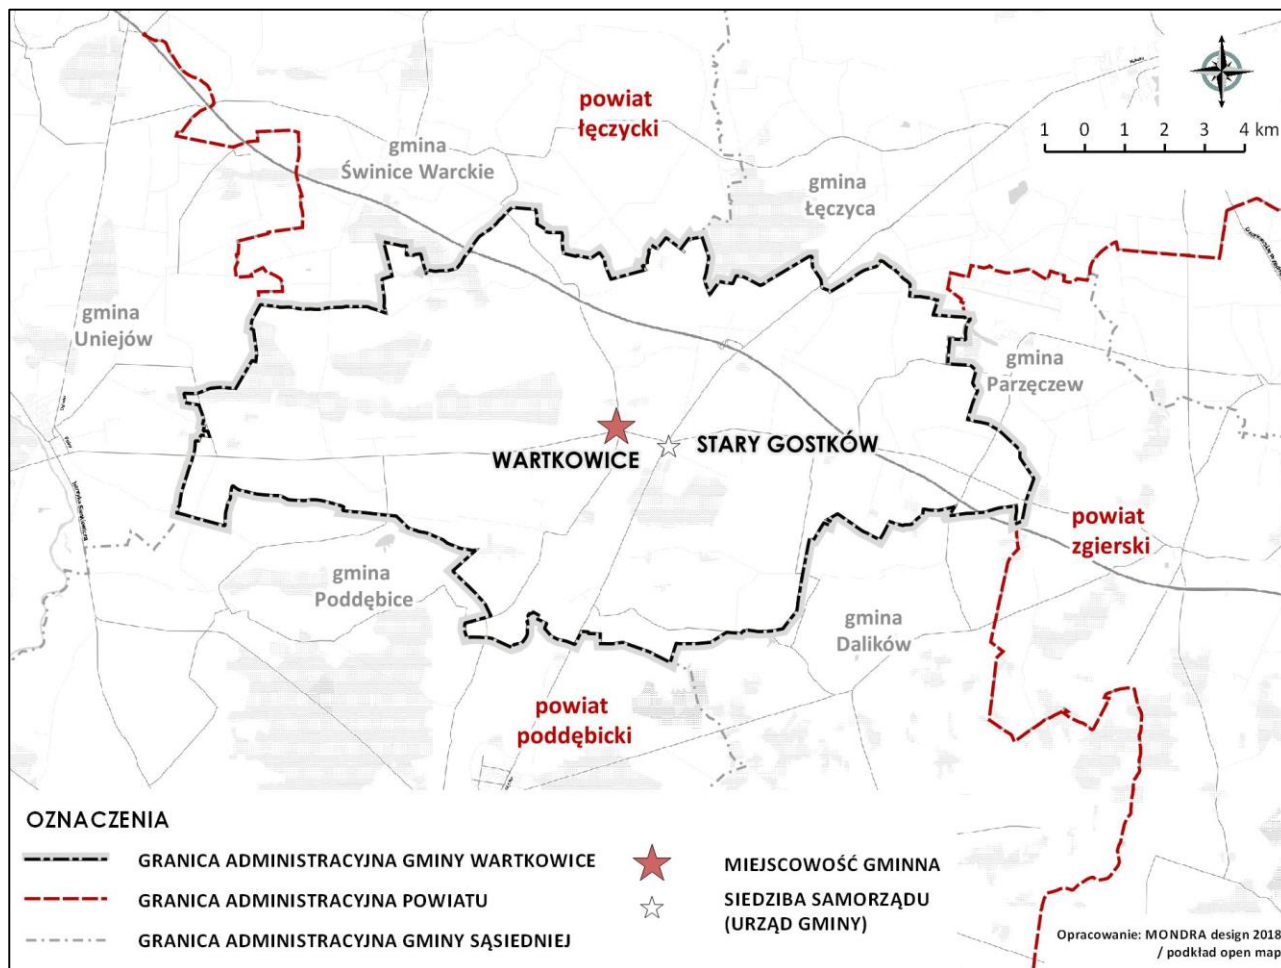 powiat
łęczycki
gmina
Świnice Warckie
gmina
Łęczyca
1 0 1 2 3 4 km
gmina
Uniejów
gmina
Parzęczew
WARTKOWICE
STARY GOSTKÓW
powiat
zgierski
gmina
Poddębice
gmina
Dalików
powiat
poddębicki
OZNACZENIA
GRANICA ADMINISTRACYJNA GMINY WARTKOWICE
GRANICA ADMINISTRACYJNA POWIATU
GRANICA ADMINISTRACYJNA GMINY SĄSIEDNIEJ
MIEJSCOWOŚĆ GMINNA
SIEDZIBA SAMORZĄDU
(URZĄD GMINY)
Opracowanie: MONDRA design 2018
/ podkład open map